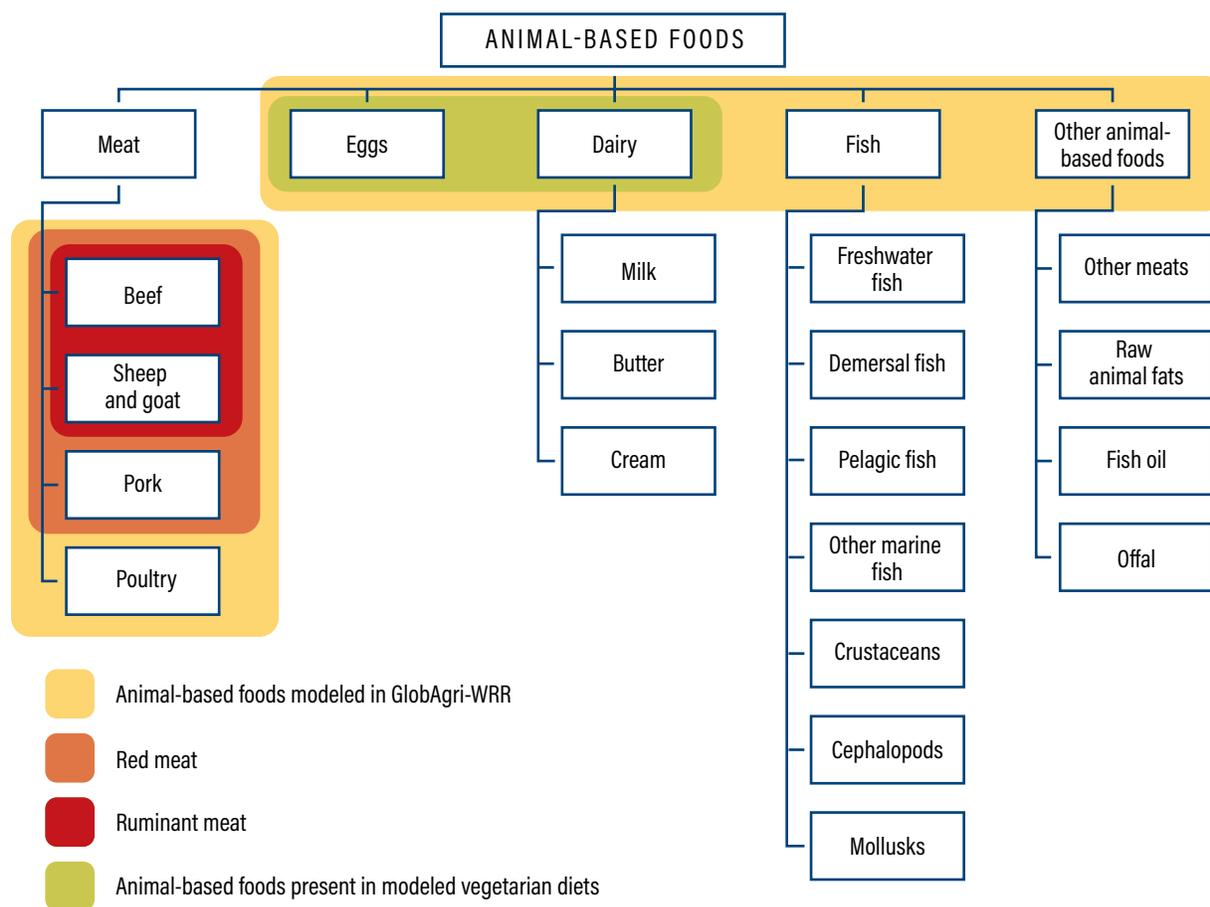 ANIMAL-BASED FOODS
Meat
Eggs
Dairy
Fish
Other animal-
based foods
Beef
Sheep
and goat
Pork
Poultry
Milk
Butter
Cream
Freshwater
fish
Demersal fish
Pelagic fish
Other marine
fish
Crustaceans
Cephalopods
Mollusks
Other meats
Raw
animal fats
Fish oil
Offal
Animal-based foods modeled in GlobAgri-WRR
Red meat
Ruminant meat
Animal-based foods present in modeled vegetarian diets